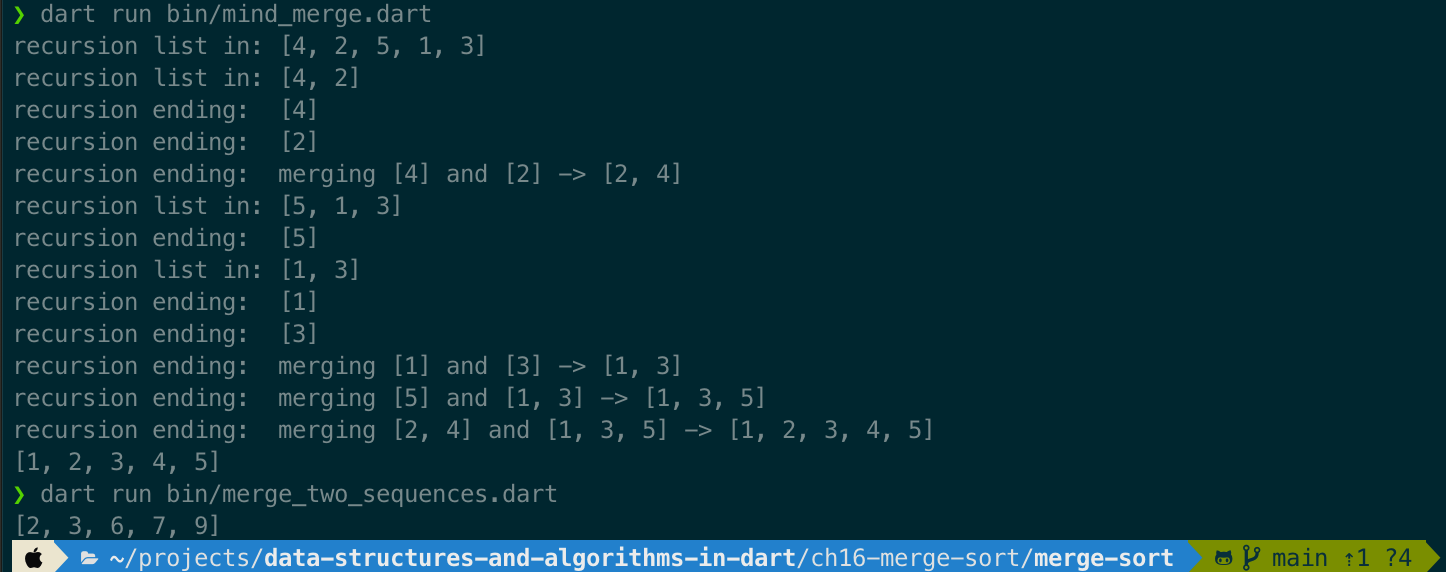 ❯ dart run bin/mind_merge.dart
recursion list in: [4, 2, 5, 1, 3]
recursion list in: [4, 2]
recursion ending:  [4]
recursion ending:  [2]
recursion ending:  merging [4] and [2] -> [2, 4]
recursion list in: [5, 1, 3]
recursion ending:  [5]
recursion list in: [1, 3]
recursion ending:  [1]
recursion ending:  [3]
recursion ending:  merging [1] and [3] -> [1, 3]
recursion ending:  merging [5] and [1, 3] -> [1, 3, 5]
recursion ending:  merging [2, 4] and [1, 3, 5] -> [1, 2, 3, 4, 5]
[1, 2, 3, 4, 5]
❯ dart run bin/merge_two_sequences.dart
[2, 3, 6, 7, 9]
~/projects/data-structures-and-algorithms-in-dart/ch16-merge-sort/merge-sort main ⇡1 ?4